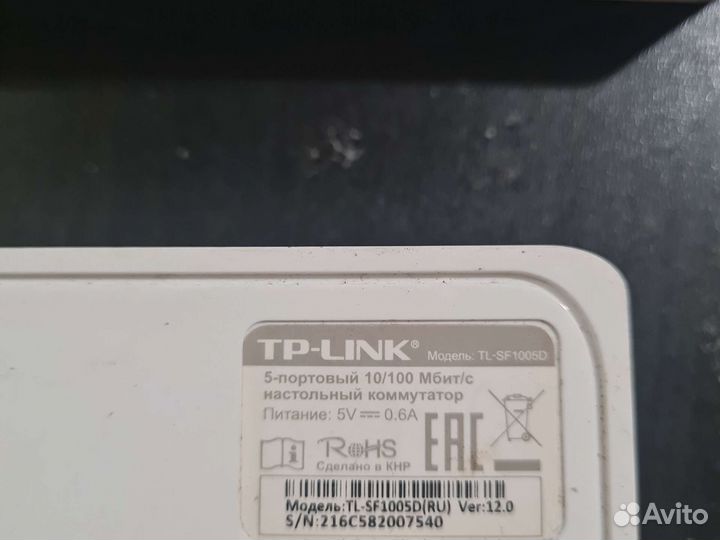 TP-LINK® Модель: TL-SF1005D
5-портовый 10/100 Мбит/с
настольный коммутатор
Питание: 5V 0.6A
RoHS
Сделано в КНР
EAC
Модель:TL-SF1005D(RU) Ver:12.0
S/N:216C582007540
Avito